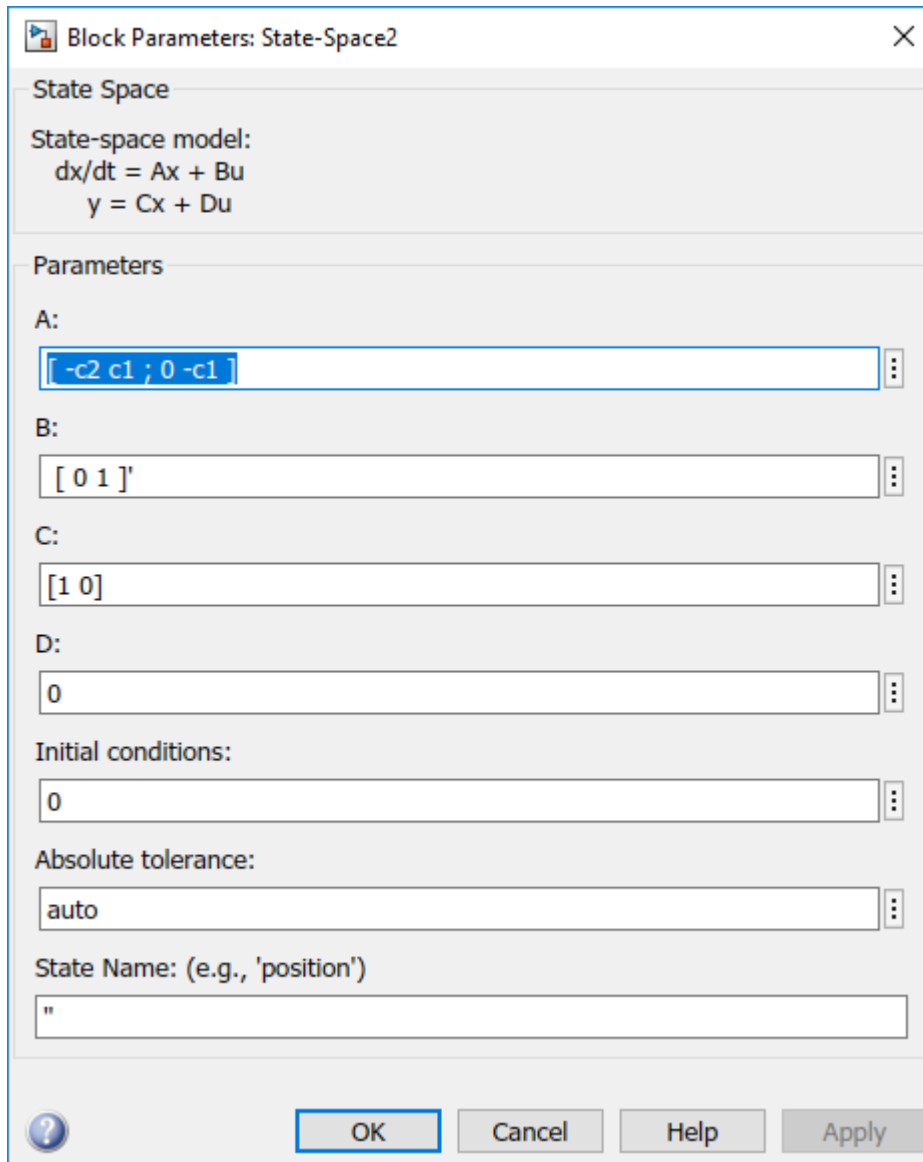 Block Parameters: State-Space2
State Space
State-space model:
dx/dt = Ax + Bu
y = Cx + Du
Parameters
A:
[ -c2 c1 ; 0 -c1 ]
B:
[ 0 1 ]'
C:
[1 0]
D:
0
Initial conditions:
0
Absolute tolerance:
auto
State Name: (e.g., 'position')
''
OK Cancel Help Apply